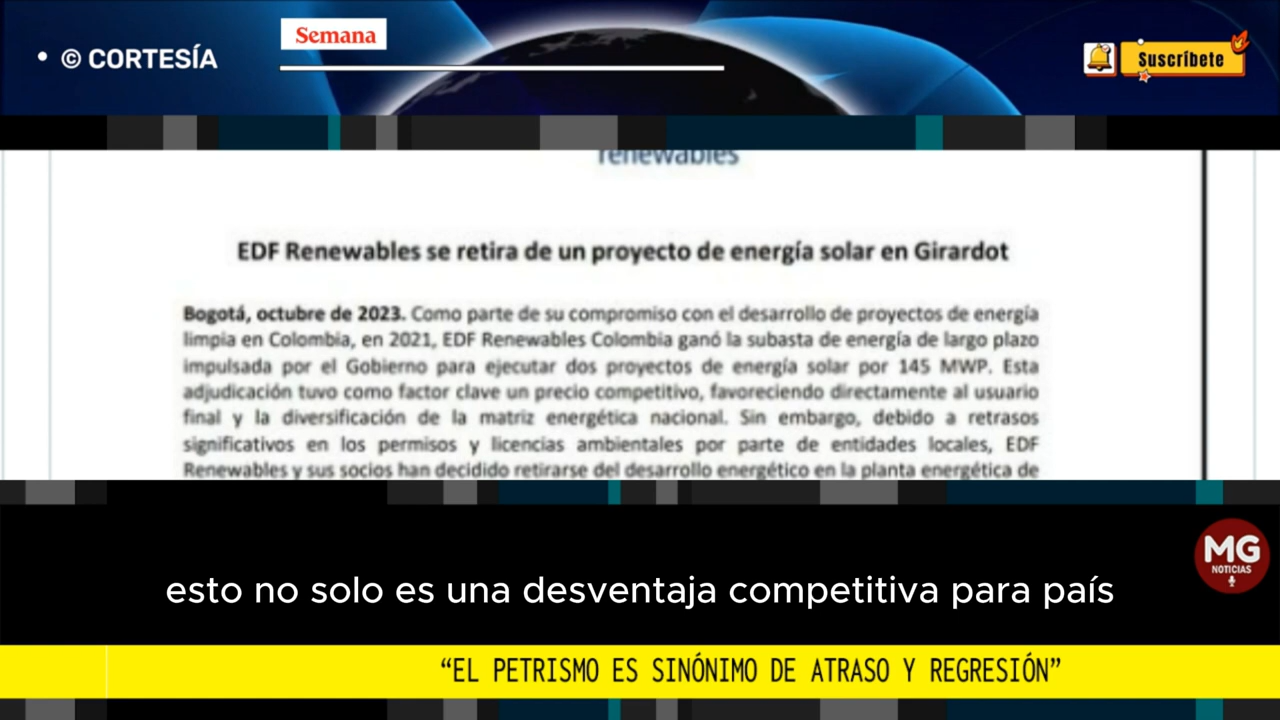 • © CORTESÍA
Semana
Suscríbete
renewables
EDF Renewables se retira de un proyecto de energía solar en Girardot
Bogotá, octubre de 2023. Como parte de su compromiso con el desarrollo de proyectos de energía
limpia en Colombia, en 2021, EDF Renewables Colombia ganó la subasta de energía de largo plazo
impulsada por el Gobierno para ejecutar dos proyectos de energía solar por 145 MWP. Esta
adjudicación tuvo como factor clave un precio competitivo, favoreciendo directamente al usuario
final y la diversificación de la matriz energética nacional. Sin embargo, debido a retrasos
significativos en los permisos y licencias ambientales por parte de entidades locales, EDF
Renewables y sus socios han decidido retirarse del desarrollo energético en la planta energética de
MG
NOTICIAS
esto no solo es una desventaja competitiva para país
“EL PETRISMO ES SINÓNIMO DE ATRASO Y REGRESIÓN”